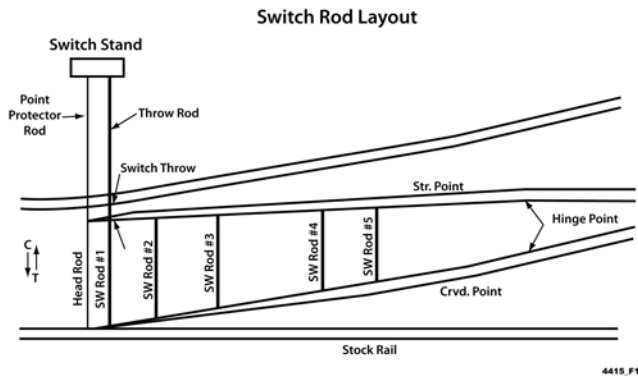 Switch Rod Layout
Switch Stand
Point
Protector
Rod
Throw Rod
Switch Throw
Str. Point
Hinge Point
C
T
Head Rod
SW Rod #1
SW Rod #2
SW Rod #3
SW Rod #4
SW Rod #5
Crvd. Point
Stock Rail
4415_F1